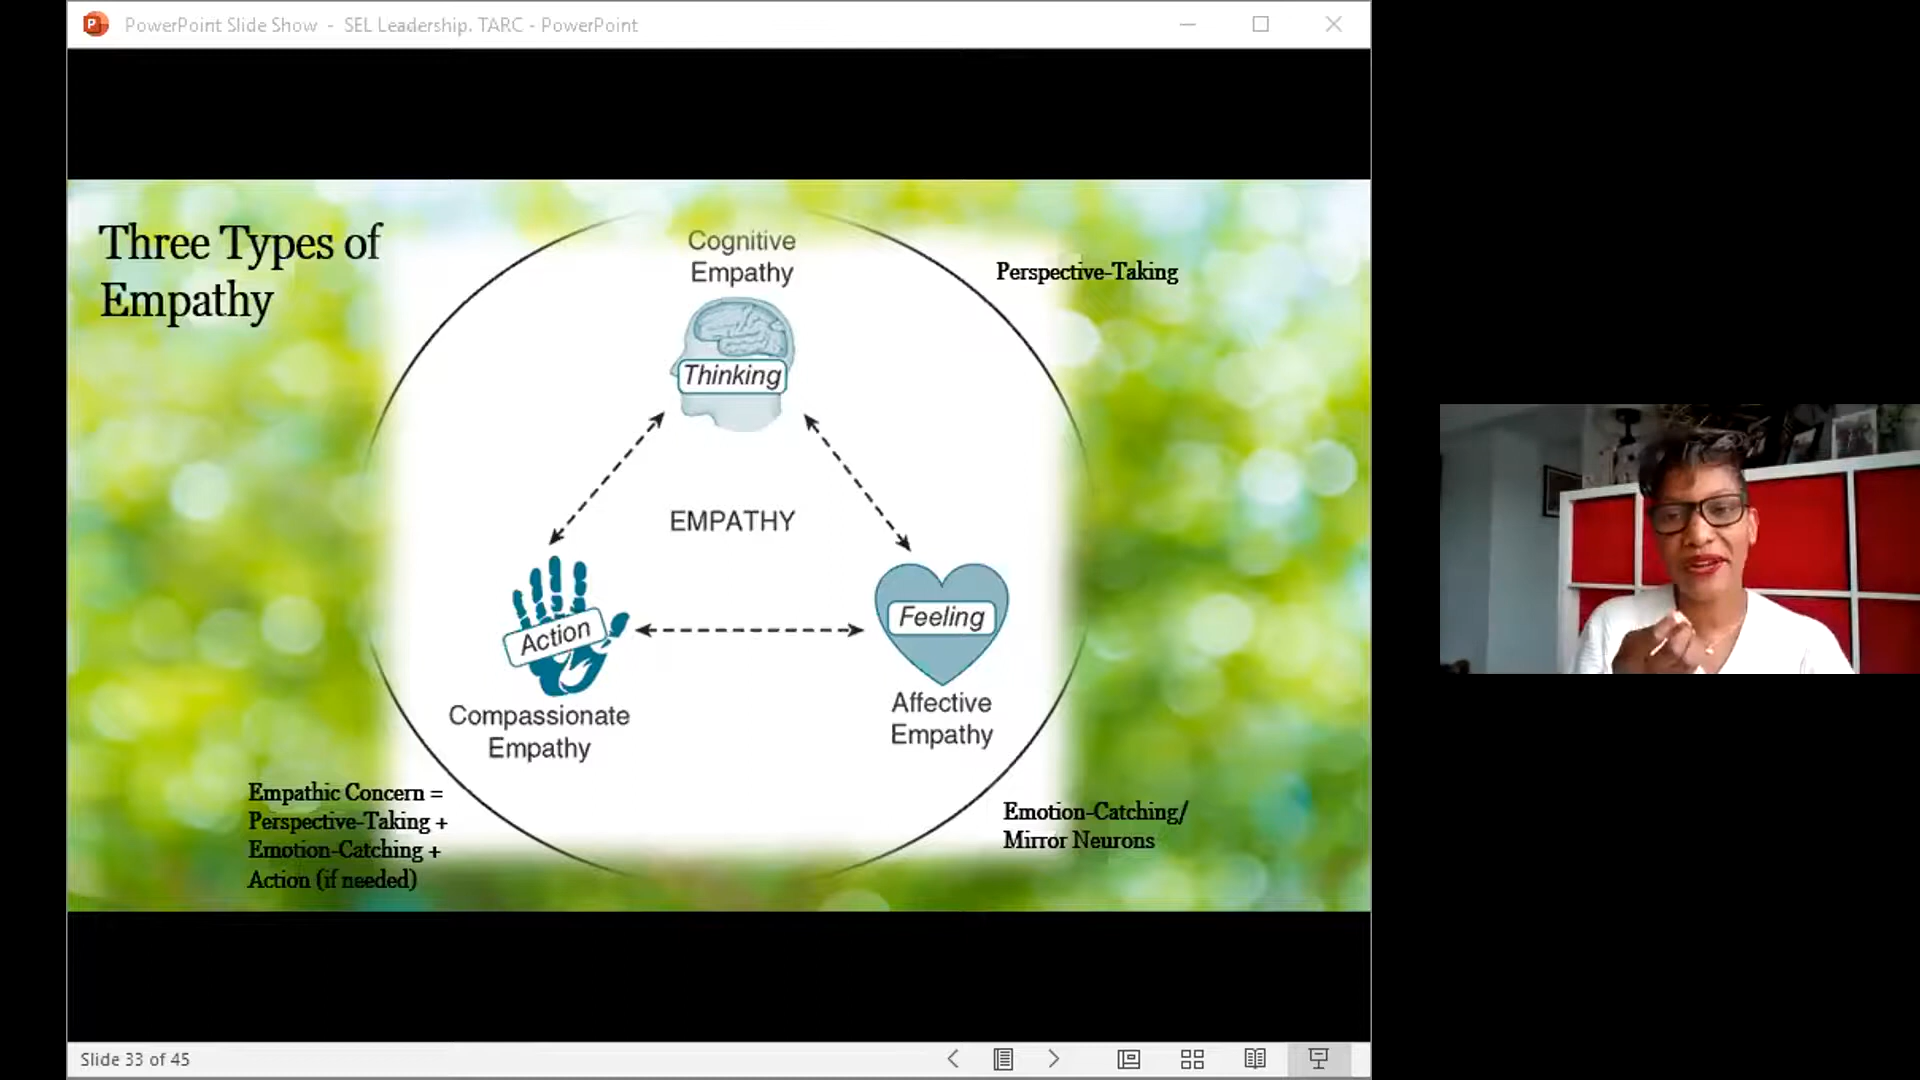 PowerPoint Slide Show - SEL Leadership. TARC - PowerPoint
Three Types of
Empathy
Cognitive
Empathy
Perspective-Taking
Thinking
EMPATHY
Action
Feeling
Compassionate
Empathy
Affective
Empathy
Empathic Concern =
Perspective-Taking +
Emotion-Catching +
Action (if needed)
Emotion-Catching/
Mirror Neurons
Slide 33 of 45